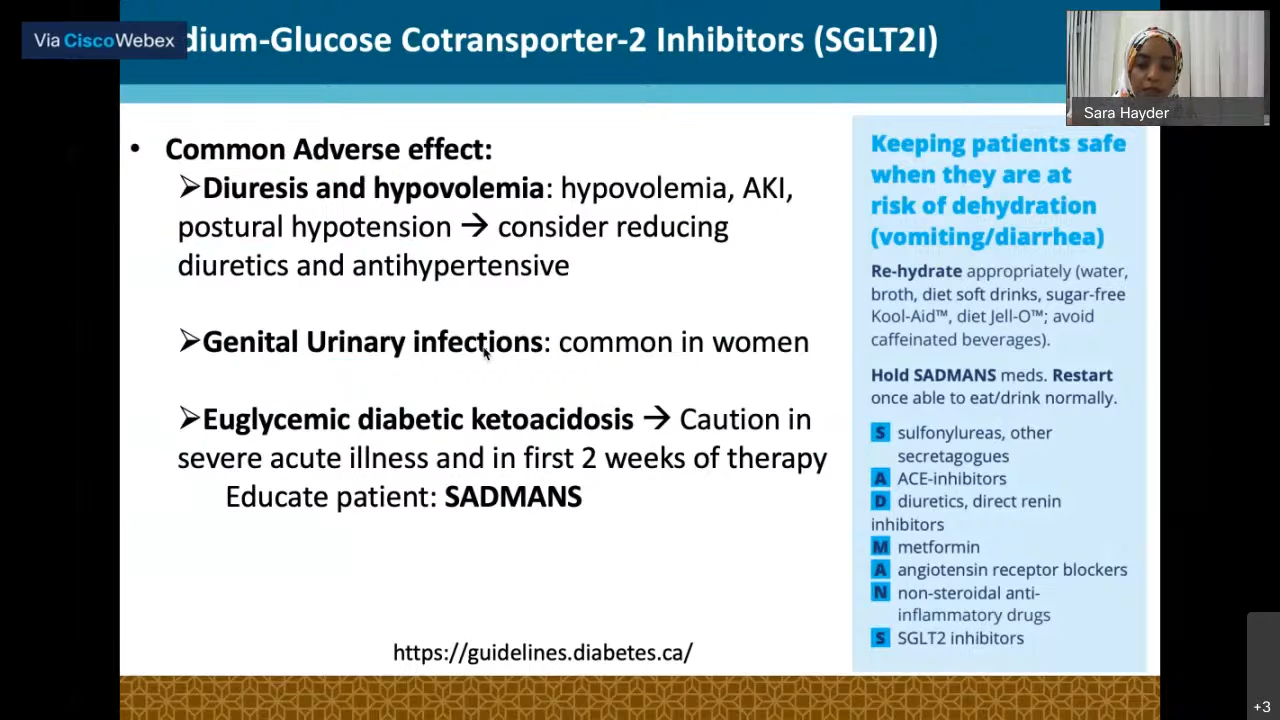 Via Cisco Webex
dium-Glucose Cotransporter-2 Inhibitors (SGLT2I)
Sara Hayder
• Common Adverse effect:
➢Diuresis and hypovolemia: hypovolemia, AKI,
postural hypotension → consider reducing
diuretics and antihypertensive
➢Genital Urinary infections: common in women
➢Euglycemic diabetic ketoacidosis → Caution in
severe acute illness and in first 2 weeks of therapy
Educate patient: SADMANS
https://guidelines.diabetes.ca/
Keeping patients safe
when they are at
risk of dehydration
(vomiting/diarrhea)
Re-hydrate appropriately (water,
broth, diet soft drinks, sugar-free
Kool-Aid™, diet Jell-O™; avoid
caffeinated beverages).
Hold SADMANS meds. Restart
once able to eat/drink normally.
S sulfonylureas, other
secretagogues
A ACE-inhibitors
D diuretics, direct renin
inhibitors
M metformin
A angiotensin receptor blockers
N non-steroidal anti-
inflammatory drugs
S SGLT2 inhibitors
+3